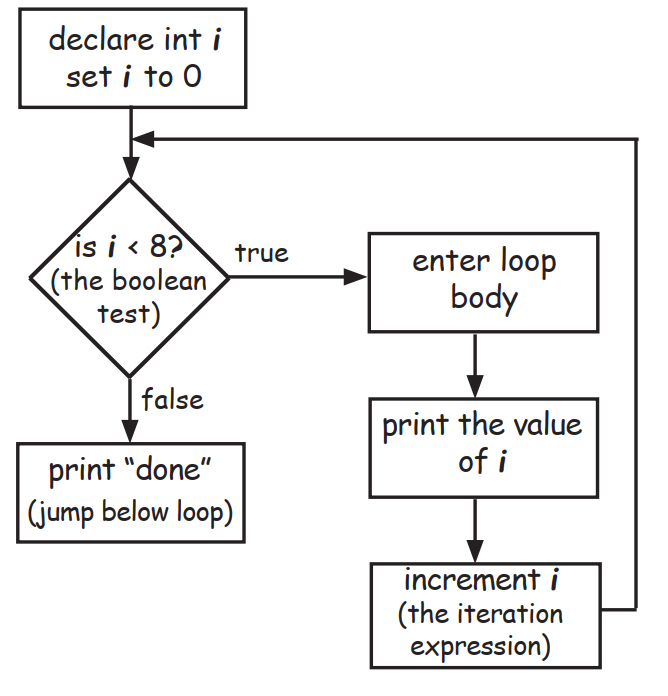 declare int i
set i to 0
is i < 8?
(the boolean
test)
true
enter loop
body
print the value
of i
increment i
(the iteration
expression)
false
print “done”
(jump below loop)